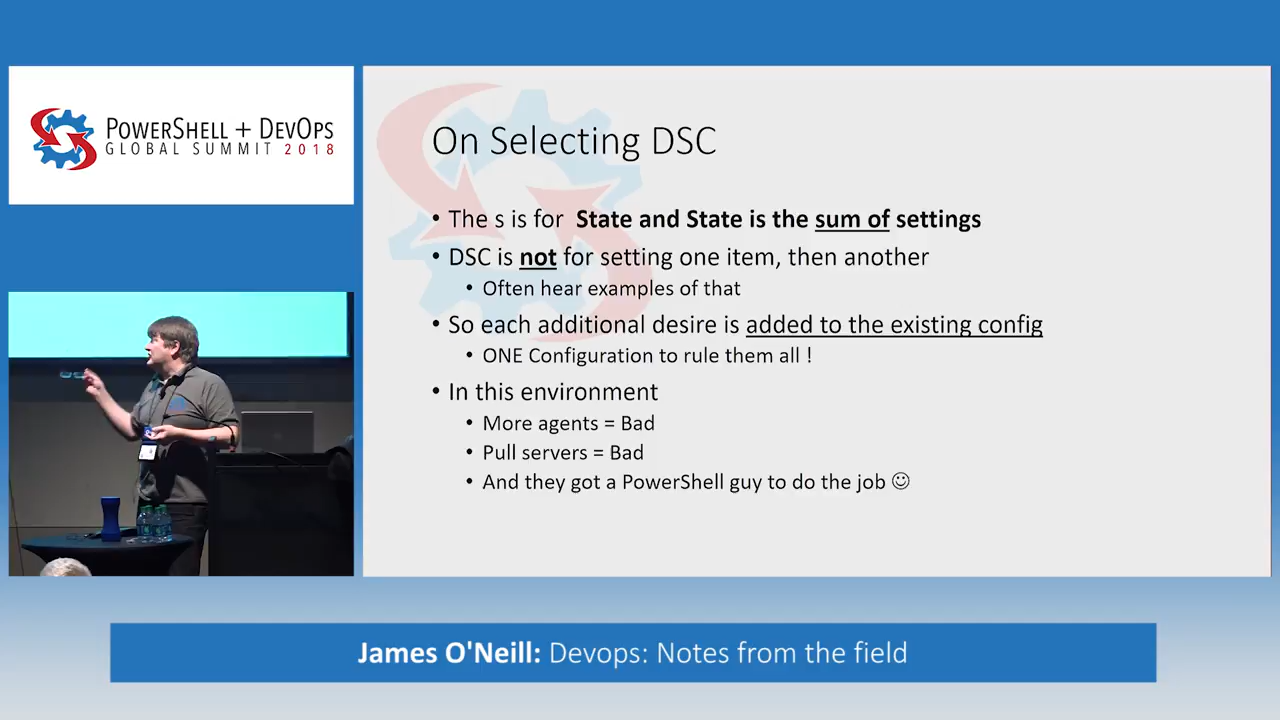 POWERSHELL + DEVOPS
GLOBAL SUMMIT 2018
On Selecting DSC
• The s is for State and State is the sum of settings
• DSC is not for setting one item, then another
• Often hear examples of that
• So each additional desire is added to the existing config
• ONE Configuration to rule them all !
• In this environment
• More agents = Bad
• Pull servers = Bad
• And they got a PowerShell guy to do the job ☺
James O'Neill: Devops: Notes from the field